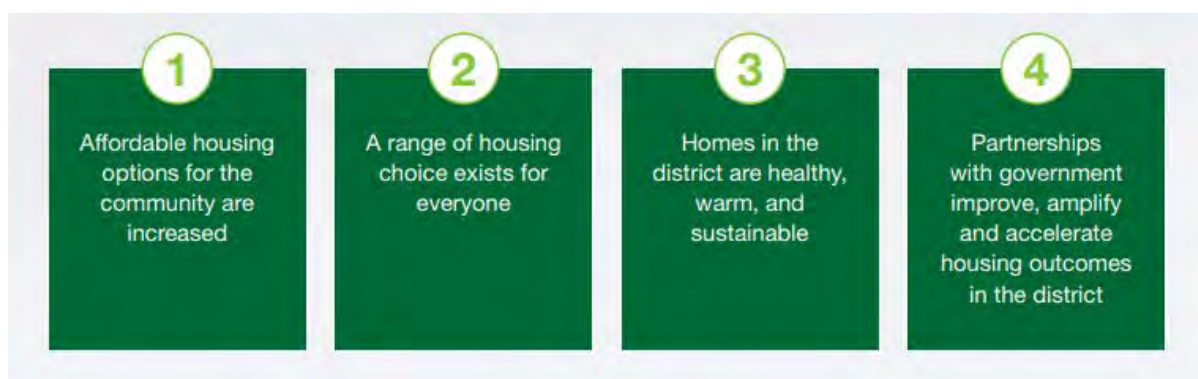 1
Affordable housing
options for the
community are
increased
2
A range of housing
choice exists for
everyone
3
Homes in the
district are healthy,
warm, and
sustainable
4
Partnerships
with government
improve, amplify
and accelerate
housing outcomes
in the district